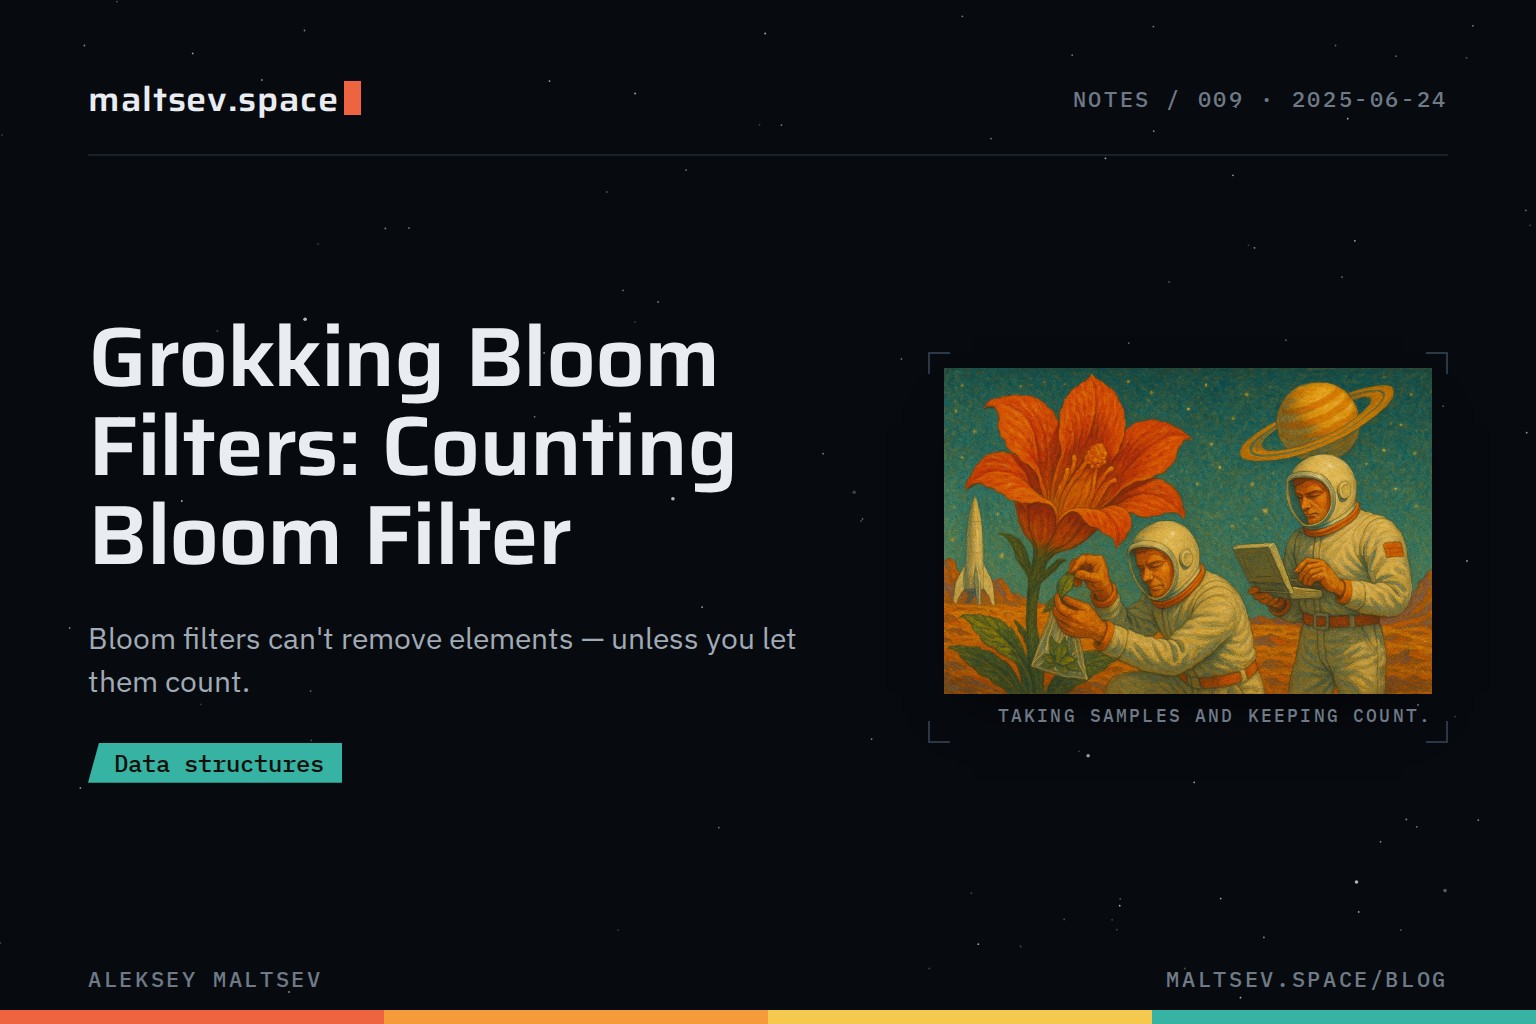 maltsev.space
NOTES / 009 · 2025-06-24
Grokking Bloom
Filters: Counting
Bloom Filter
Bloom filters can't remove elements — unless you let
them count.
Data structures
TAKING SAMPLES AND KEEPING COUNT.
ALEKSEY MALTSEV
MALTSEV.SPACE/BLOG